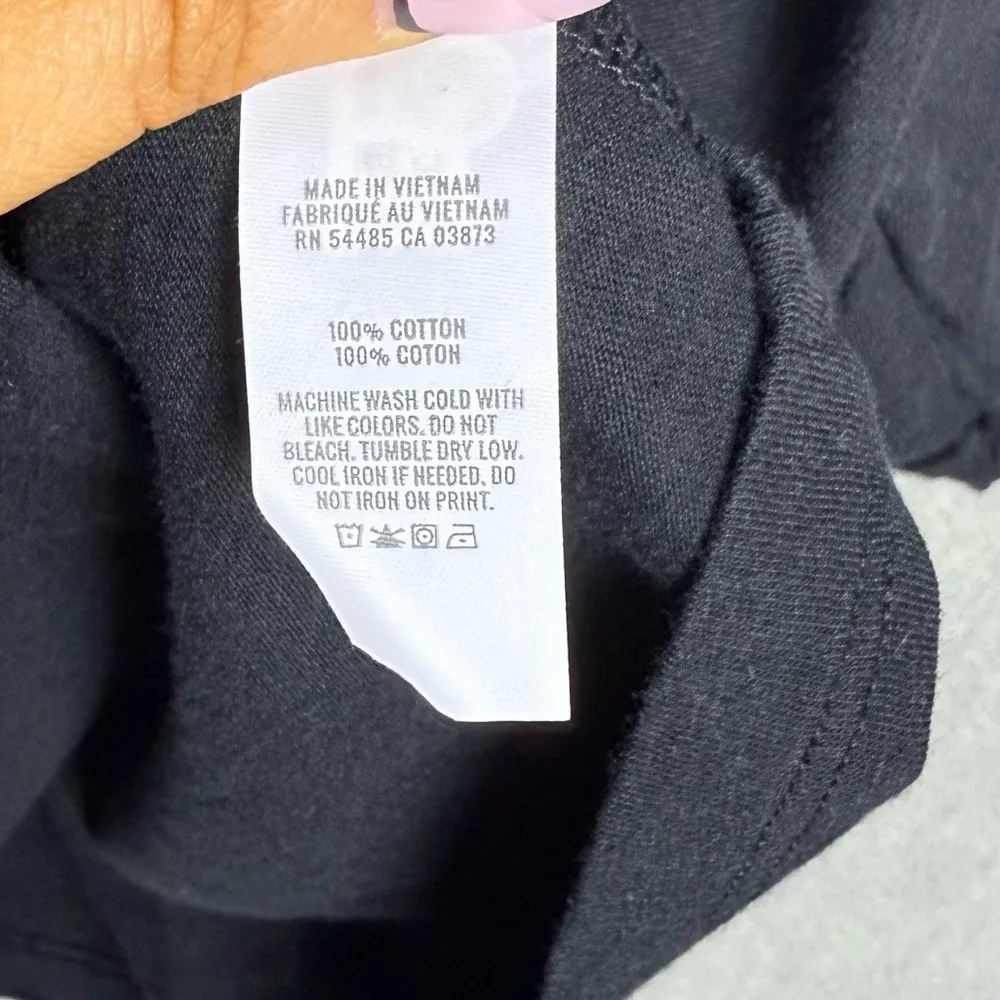 MADE IN VIETNAM
FABRIQUÉ AU VIETNAM
RN 54485 CA 03873
100% COTTON
100% COTON
MACHINE WASH COLD WITH
LIKE COLORS. DO NOT
BLEACH. TUMBLE DRY LOW.
COOL IRON IF NEEDED. DO
NOT IRON ON PRINT.